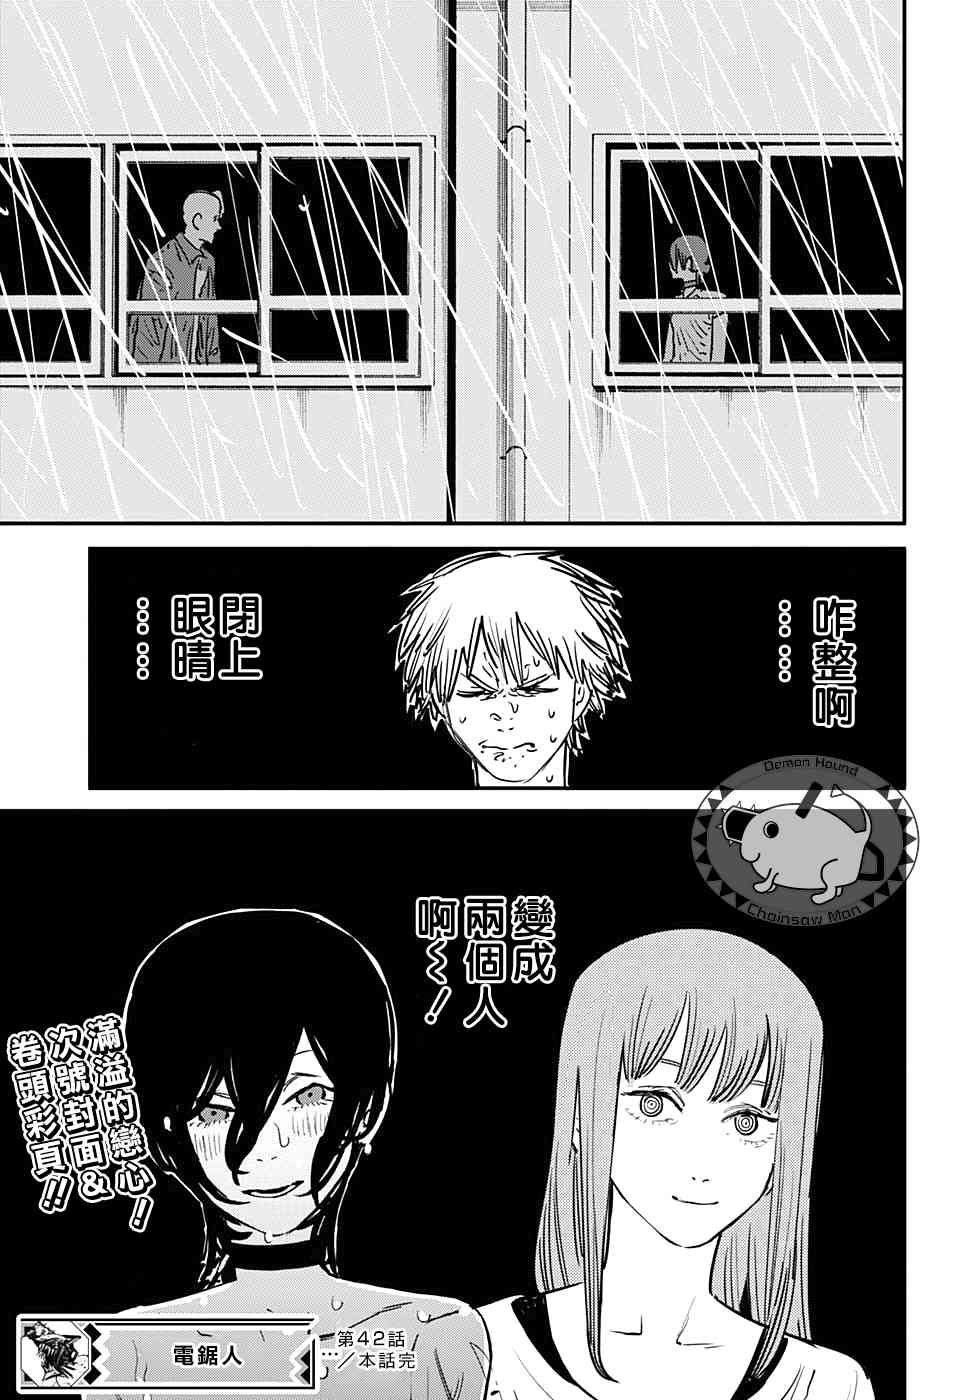 咋整啊
⋯⋯
閉上
眼睛
⋯⋯
Demon Hound
Chainsaw Man
變成
兩個人
啊～！
滿溢的戀心！
次號封面&
卷頭彩頁!!
電鋸人
第42話
⋯／本話完